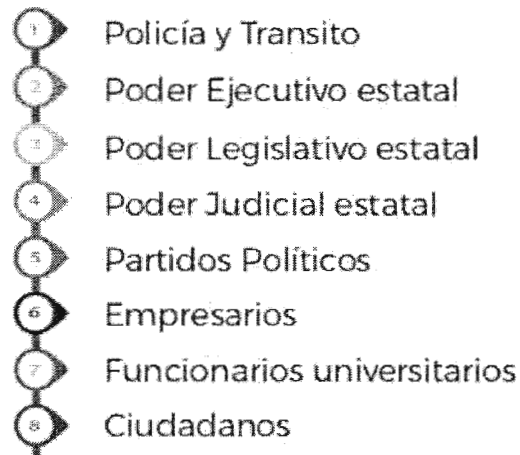 1 Policía y Transito
2 Poder Ejecutivo estatal
3 Poder Legislativo estatal
4 Poder Judicial estatal
5 Partidos Políticos
6 Empresarios
7 Funcionarios universitarios
8 Ciudadanos